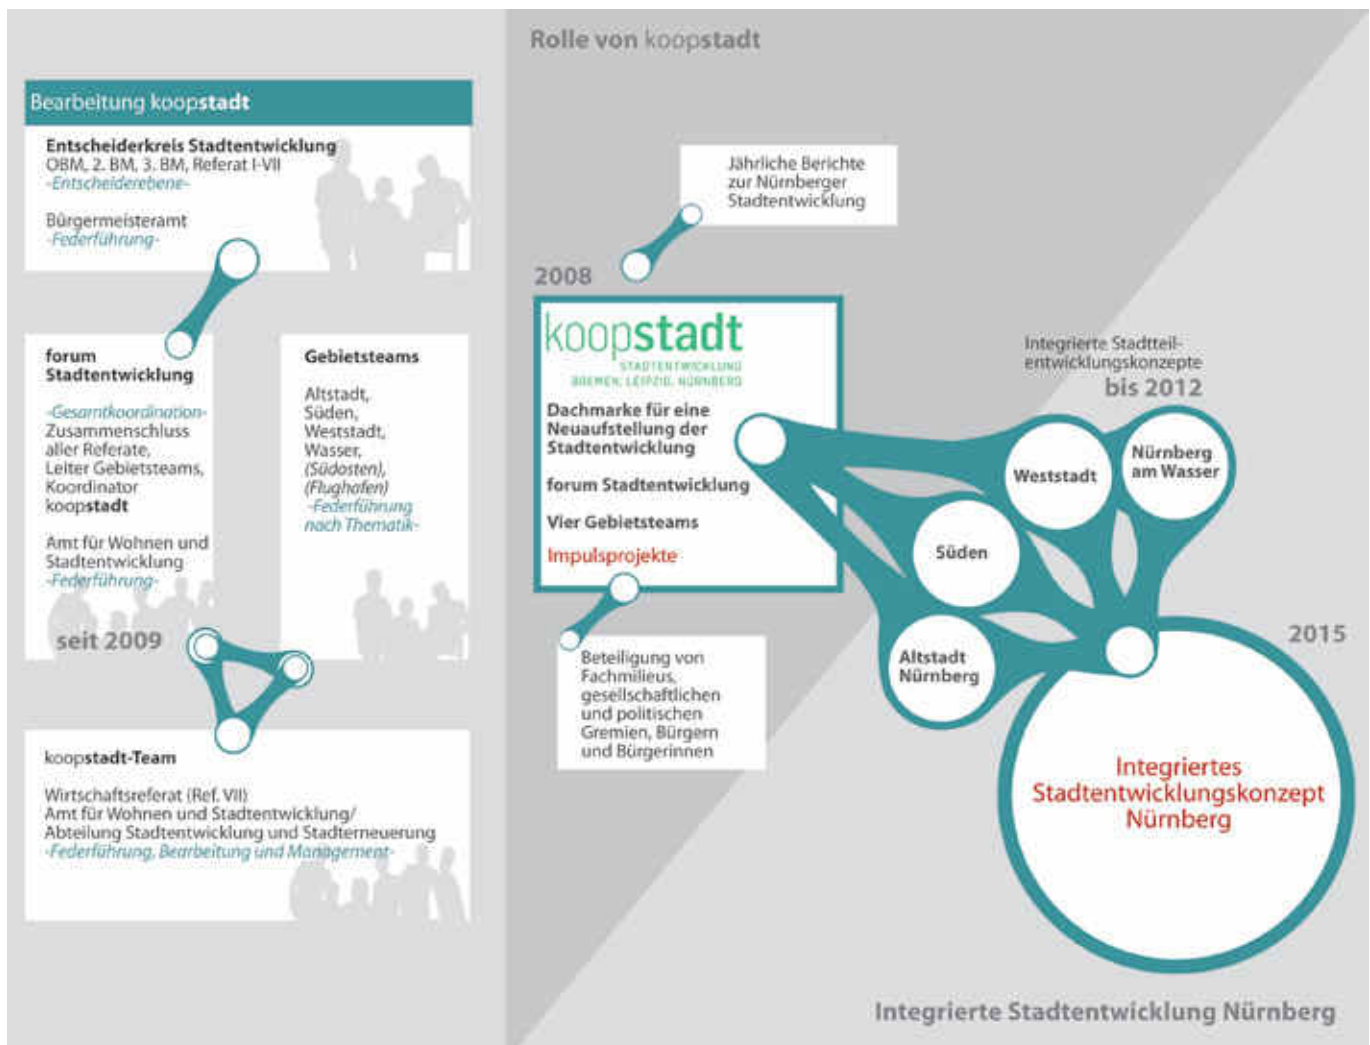 Rolle von koopstadt
Bearbeitung koopstadt
Entscheiderkreis Stadtentwicklung
OBM, 2. BM, 3. BM, Referat I-VII
-Entscheiderebene-
Bürgermeisteramt
-Federführung-
forum
Stadtentwicklung
-Gesamtkoordination-
Zusammenschluss
aller Referate,
Leiter Gebietsteams,
Koordinator
koopstadt
Amt für Wohnen und
Stadtentwicklung
-Federführung-
seit 2009
Gebietsteams
Altstadt,
Süden,
Weststadt,
Wasser,
(Südosten),
(Flughafen)
-Federführung
nach Thematik-
koopstadt-Team
Wirtschaftsreferat (Ref. VII)
Amt für Wohnen und Stadtentwicklung/
Abteilung Stadtentwicklung und Stadterneuerung
-Federführung, Bearbeitung und Management-
Jährliche Berichte
zur Nürnberger
Stadtentwicklung
2008
koopstadt
STADTENTWICKLUNG
BREMEN, LEIPZIG, NÜRNBERG
Dachmarke für eine
Neuaufstellung der
Stadtentwicklung
forum Stadtentwicklung
Vier Gebietsteams
Impulsprojekte
Beteiligung von
Fachmilieus,
gesellschaftlichen
und politischen
Gremien, Bürgern
und Bürgerinnen
Integrierte Stadtteil-
entwicklungskonzepte
bis 2012
Nürnberg
am Wasser
Weststadt
Süden
Altstadt
Nürnberg
2015
Integriertes
Stadtentwicklungskonzept
Nürnberg
Integrierte Stadtentwicklung Nürnberg